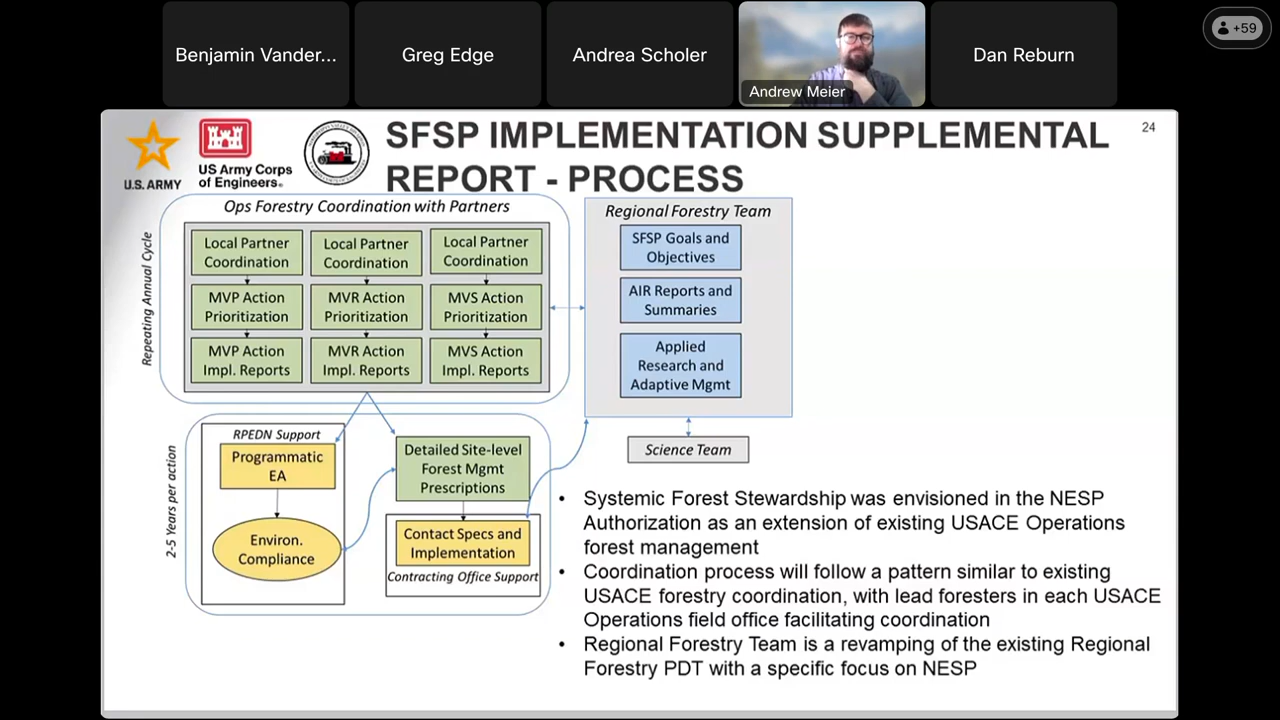 Benjamin Vander...
Greg Edge
Andrea Scholer
Andrew Meier
Dan Reburn
+59
24
U.S. ARMY
US Army Corps
of Engineers®
SFSP IMPLEMENTATION SUPPLEMENTAL
REPORT - PROCESS
Ops Forestry Coordination with Partners
Repeating Annual Cycle
Local Partner
Coordination
Local Partner
Coordination
Local Partner
Coordination
MVP Action
Prioritization
MVR Action
Prioritization
MVS Action
Prioritization
MVP Action
Impl. Reports
MVR Action
Impl. Reports
MVS Action
Impl. Reports
Regional Forestry Team
SFSP Goals and
Objectives
AIR Reports and
Summaries
Applied
Research and
Adaptive Mgmt
Science Team
2-5 Years per action
RPEDN Support
Programmatic
EA
Environ.
Compliance
Detailed Site-level
Forest Mgmt
Prescriptions
Contact Specs and
Implementation
Contracting Office Support
• Systemic Forest Stewardship was envisioned in the NESP
Authorization as an extension of existing USACE Operations
forest management
• Coordination process will follow a pattern similar to existing
USACE forestry coordination, with lead foresters in each USACE
Operations field office facilitating coordination
• Regional Forestry Team is a revamping of the existing Regional
Forestry PDT with a specific focus on NESP